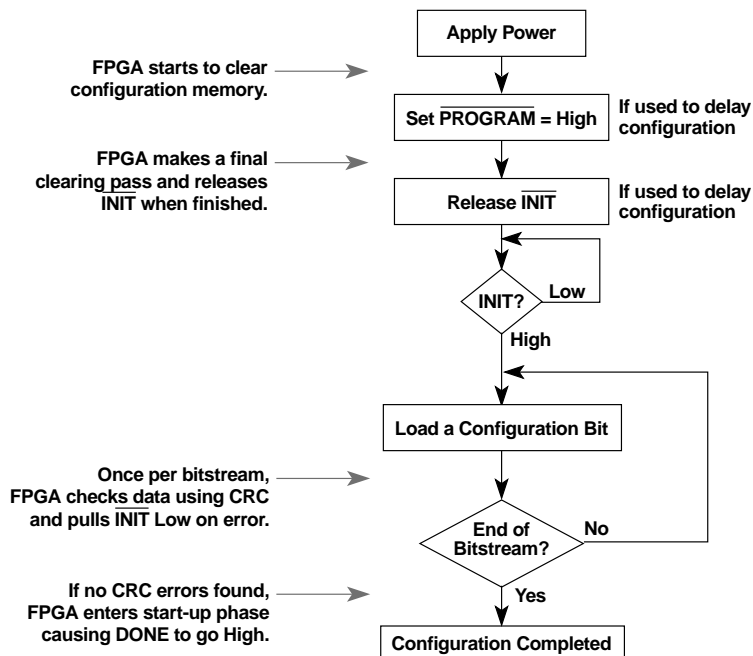 Apply Power
FPGA starts to clear
configuration memory.
Set PROGRAM = High
If used to delay
configuration
FPGA makes a final
clearing pass and releases
INIT when finished.
Release INIT
If used to delay
configuration
INIT?
Low
High
Load a Configuration Bit
Once per bitstream,
FPGA checks data using CRC
and pulls INIT Low on error.
End of
Bitstream?
No
Yes
If no CRC errors found,
FPGA enters start-up phase
causing DONE to go High.
Configuration Completed